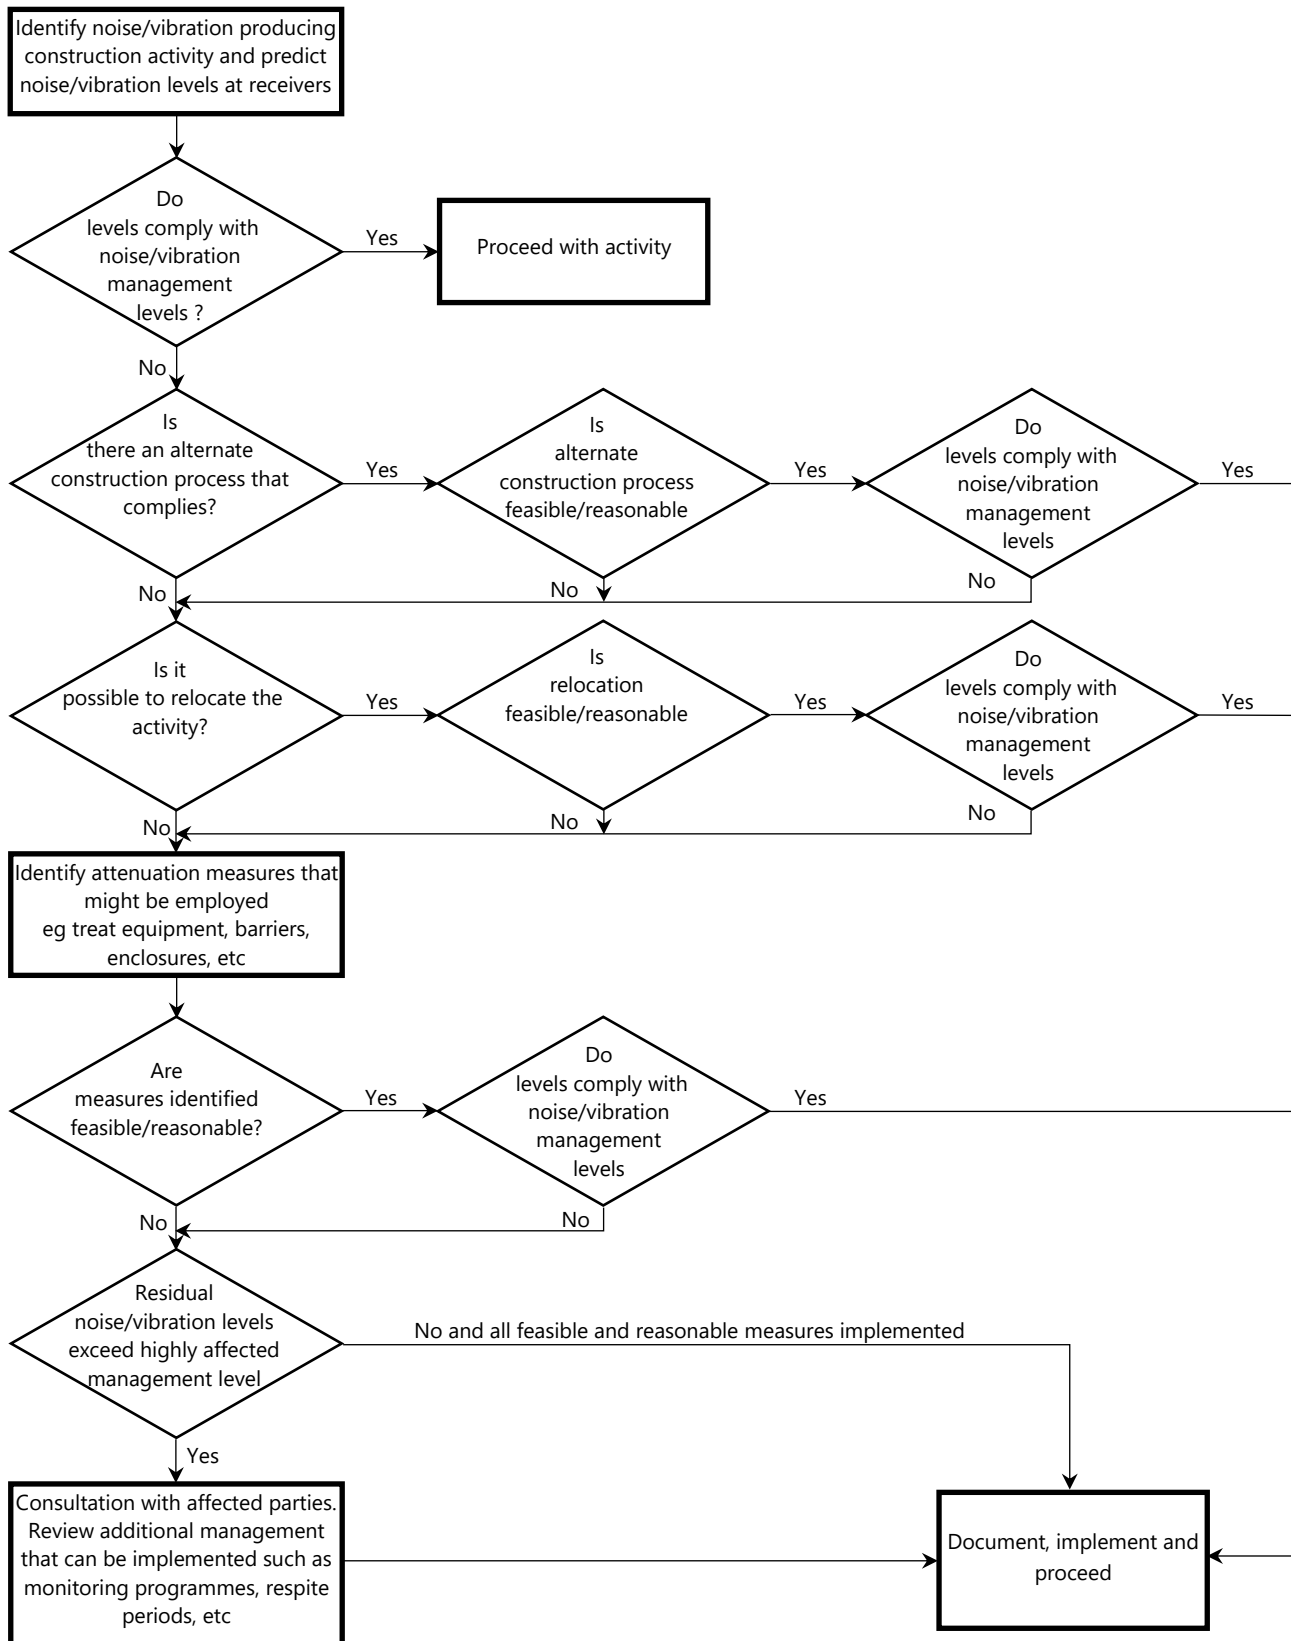 Identify noise/vibration producing
construction activity and predict
noise/vibration levels at receivers
Do
levels comply with
noise/vibration
management
levels ?
Yes
Proceed with activity
No
Is
there an alternate
construction process that
complies?
Yes
Is
alternate
construction process
feasible/reasonable
Yes
Do
levels comply with
noise/vibration
management
levels
Yes
No
No
No
Is it
possible to relocate the
activity?
Yes
Is
relocation
feasible/reasonable
Yes
Do
levels comply with
noise/vibration
management
levels
Yes
No
No
No
Identify attenuation measures that
might be employed
eg treat equipment, barriers,
enclosures, etc
Are
measures identified
feasible/reasonable?
Yes
Do
levels comply with
noise/vibration
management
levels
Yes
No
No
Residual
noise/vibration levels
exceed highly affected
management level
No and all feasible and reasonable measures implemented
Yes
Consultation with affected parties.
Review additional management
that can be implemented such as
monitoring programmes, respite
periods, etc
Document, implement and
proceed